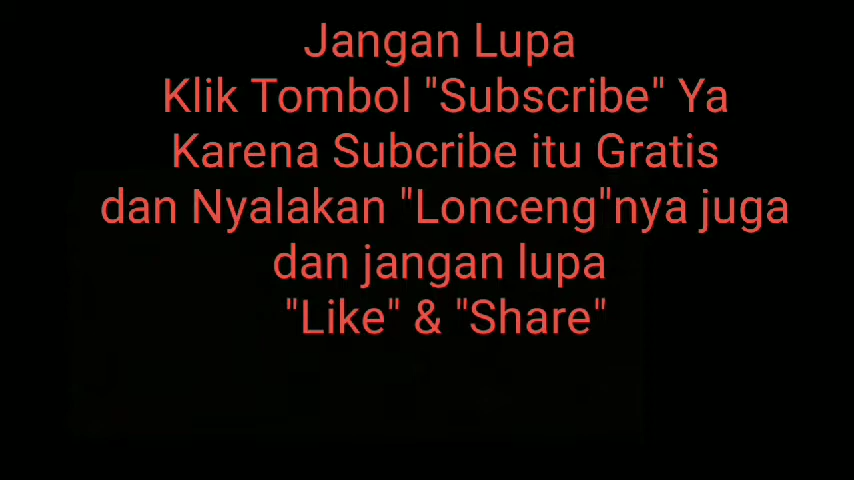 Jangan Lupa
Klik Tombol "Subscribe" Ya
Karena Subcribe itu Gratis
dan Nyalakan "Lonceng"nya juga
dan jangan lupa
"Like" & "Share"